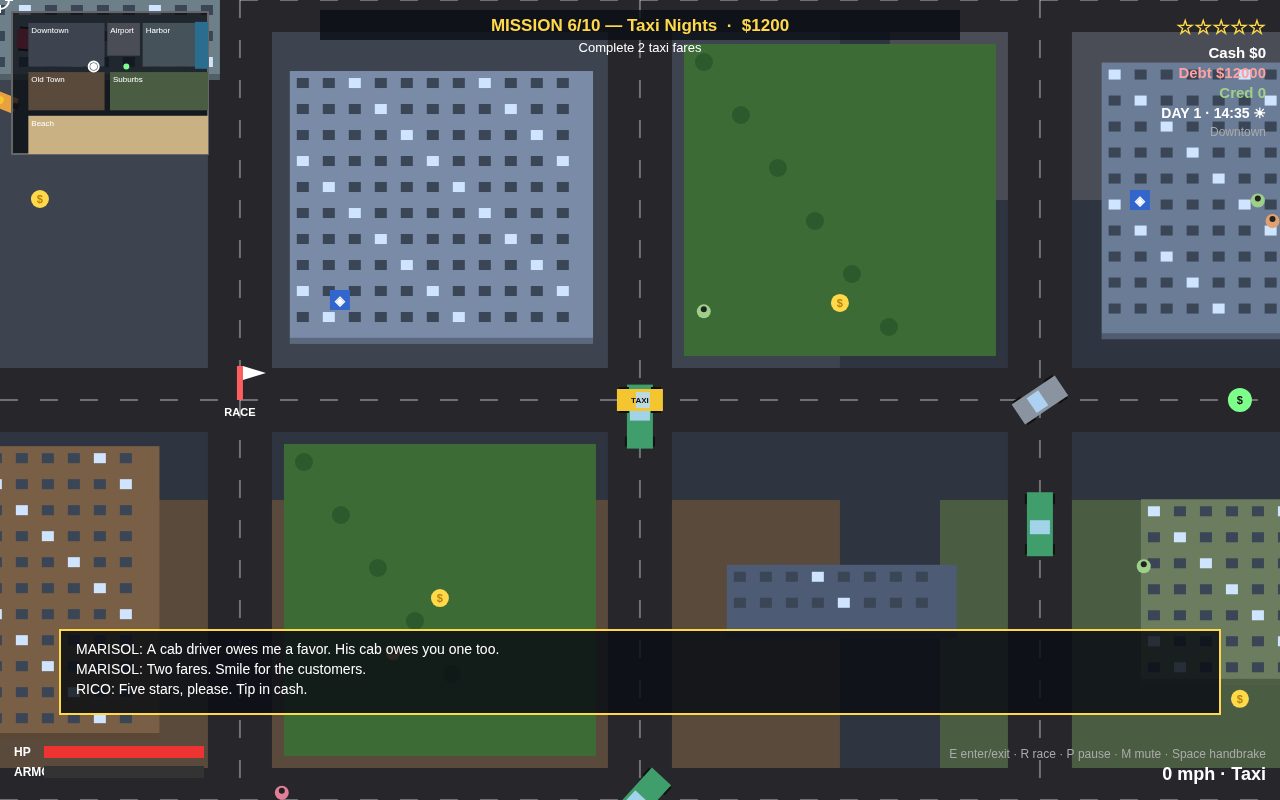 MISSION 6/10 — Taxi Nights · $1200
Complete 2 taxi fares
Downtown
Airport
Harbor
Old Town
Suburbs
Beach
☆☆☆☆☆
Cash $0
Debt $12000
Cred 0
DAY 1 · 14:35 ☀
Downtown
$
$
$
RACE
TAXI
$
$
MARISOL: A cab driver owes me a favor. His cab owes you one too.
MARISOL: Two fares. Smile for the customers.
RICO: Five stars, please. Tip in cash.
HP
E enter/exit · R race · P pause · M mute · Space handbrake
0 mph · Taxi